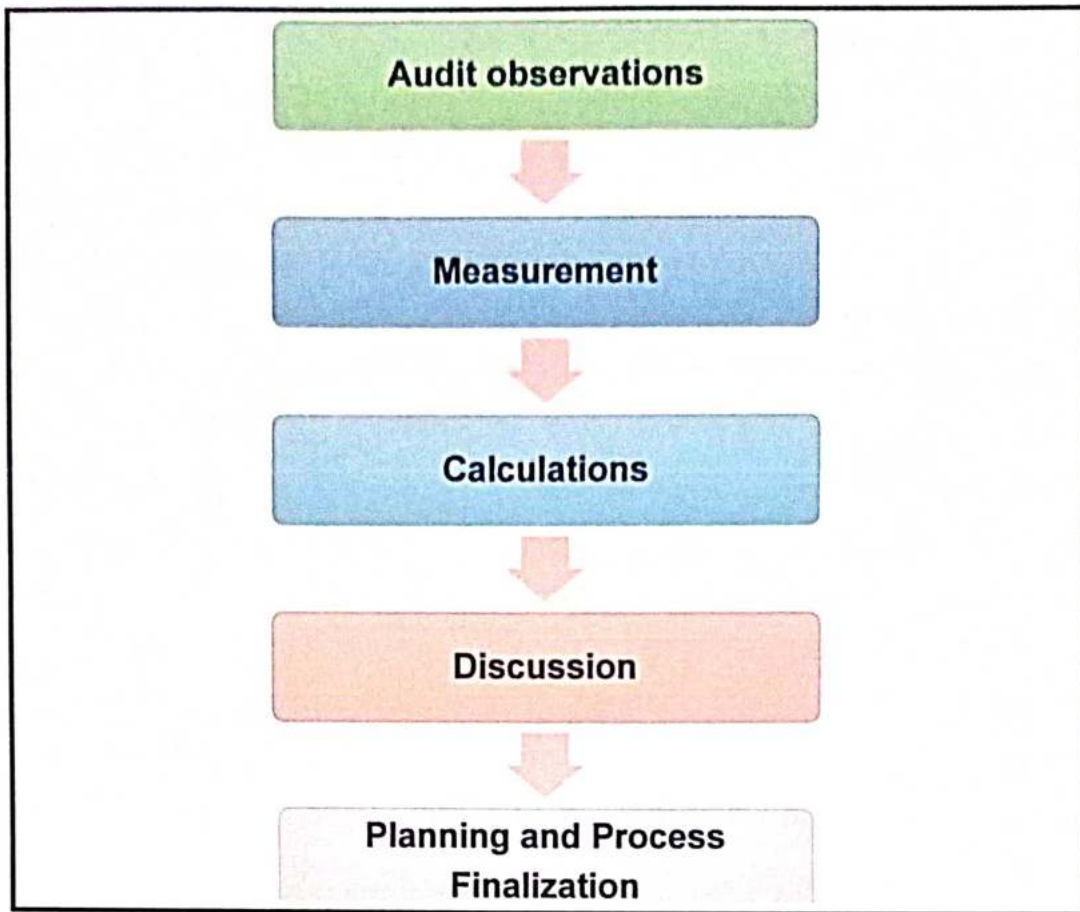 Audit observations
Measurement
Calculations
Discussion
Planning and Process
Finalization